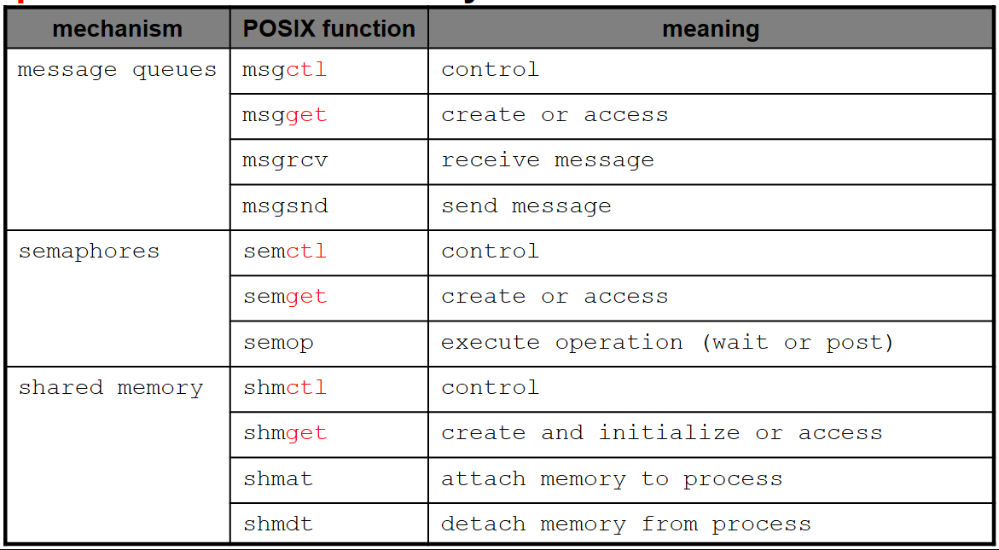 mechanism POSIX function meaning
message queues msgctl control
msgget create or access
msgrcv receive message
msgsnd send message
semaphores semctl control
semget create or access
semop execute operation (wait or post)
shared memory shmctl control
shmget create and initialize or access
shmat attach memory to process
shmdt detach memory from process